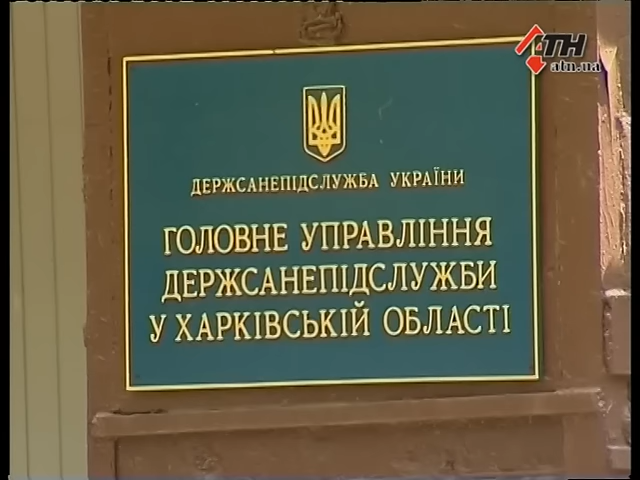 АТН
atn.ua
ДЕРЖСАНЕПІДСЛУЖБА УКРАЇНИ
ГОЛОВНЕ УПРАВЛІННЯ
ДЕРЖСАНЕПІДСЛУЖБИ
У ХАРКІВСЬКІЙ ОБЛАСТІ